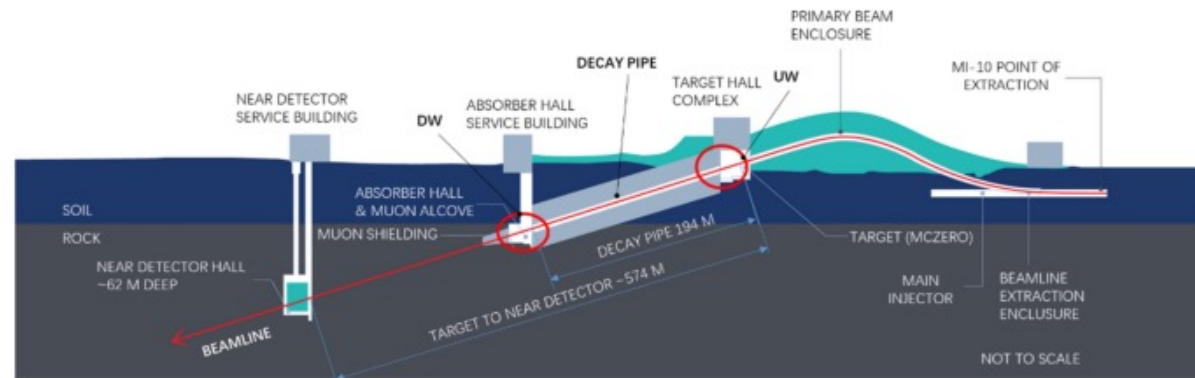 PRIMARY BEAM
ENCLOSURE
DECAY PIPE
TARGET HALL
COMPLEX
UW
MI-10 POINT OF
EXTRACTION
NEAR DETECTOR
SERVICE BUILDING
DW
ABSORBER HALL
SERVICE BUILDING
ABSORBER HALL
& MUON ALCOVE
SOIL
ROCK
MUON SHIELDING
DECAY PIPE 194 M
TARGET (MCZERO)
NEAR DETECTOR HALL
~62 M DEEP
TARGET TO NEAR DETECTOR ~574 M
MAIN
INJECTOR
BEAMLINE
EXTRACTION
ENCLUSURE
BEAMLINE
NOT TO SCALE